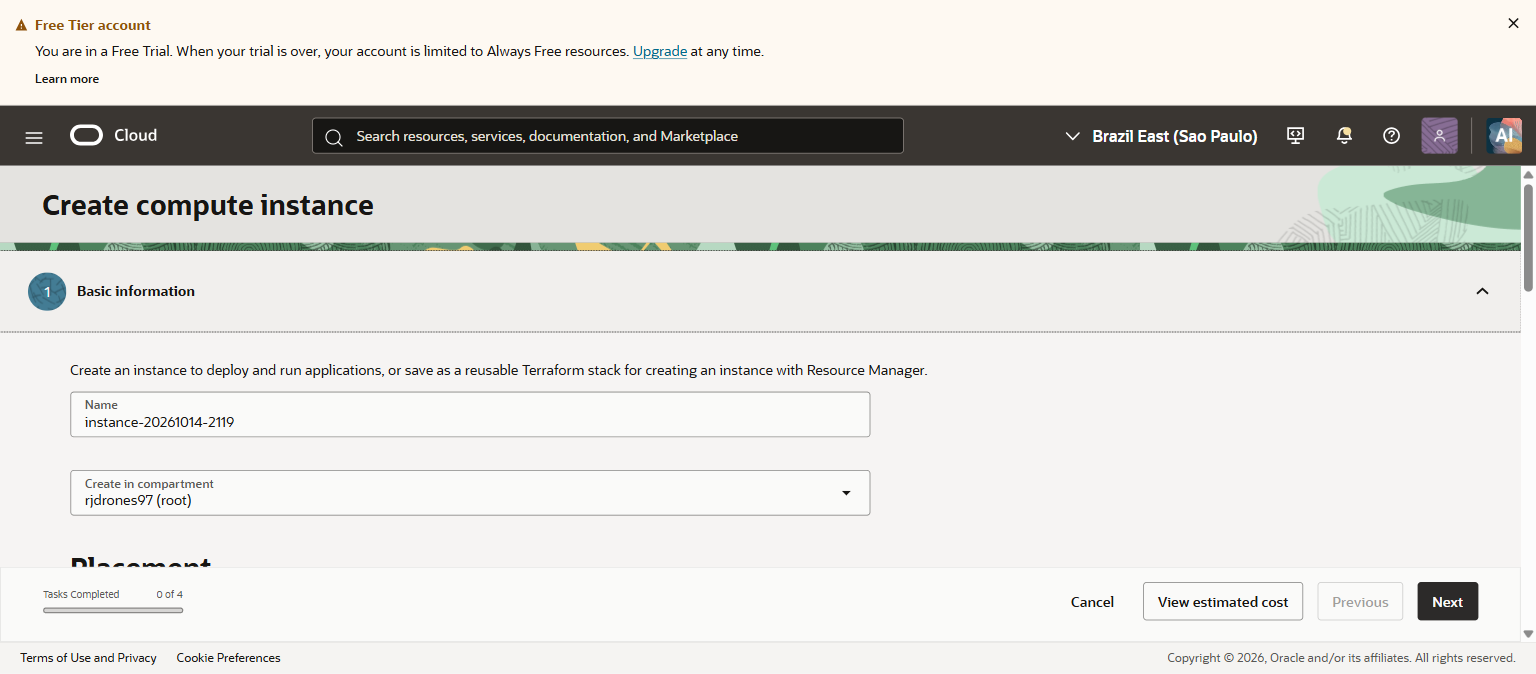 Free Tier account
You are in a Free Trial. When your trial is over, your account is limited to Always Free resources. Upgrade at any time.
Learn more
Cloud
Search resources, services, documentation, and Marketplace
Brazil East (Sao Paulo)
AI
Create compute instance
1
Basic information
Create an instance to deploy and run applications, or save as a reusable Terraform stack for creating an instance with Resource Manager.
Name
instance-20261014-2119
Create in compartment
rjdrones97 (root)
Placement
Tasks Completed 0 of 4
Cancel
View estimated cost
Previous
Next
Terms of Use and Privacy
Cookie Preferences
Copyright © 2026, Oracle and/or its affiliates. All rights reserved.